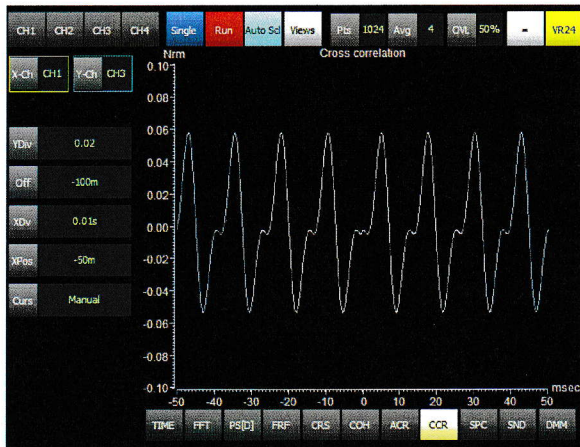 CH1 CH2 CH3 CH4 Single Run Auto Scl Views Pts 1024 Avg 4 OVL 50% - VR24
X-Ch CH1 Y-Ch CH3
Nrm Cross correlation
0.10
0.08
0.06
0.04
0.02
0.00
-0.02
-0.04
-0.06
-0.08
-0.10
YDiv 0.02
Off -100m
XDv 0.01s
XPos -50m
Curs Manual
-50 -40 -30 -20 -10 0 10 20 30 40 50 msec
TIME FFT PS[D] FRF CRS COH ACR CCR SPC SND DMM